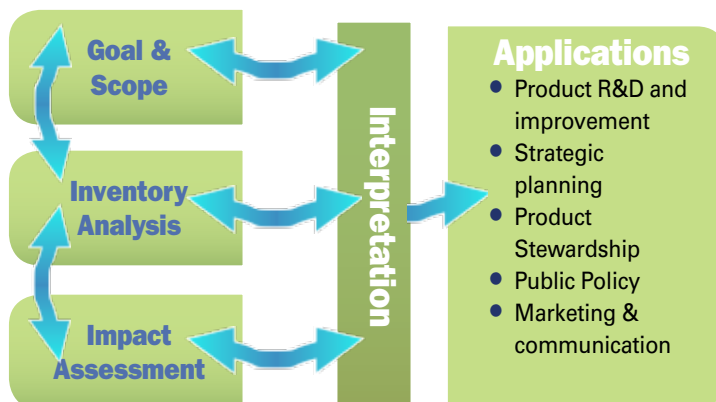 Goal &
Scope
Inventory
Analysis
Impact
Assessment
Interpretation
Applications
Product R&D and
improvement
Strategic
planning
Product
Stewardship
Public Policy
Marketing &
communication